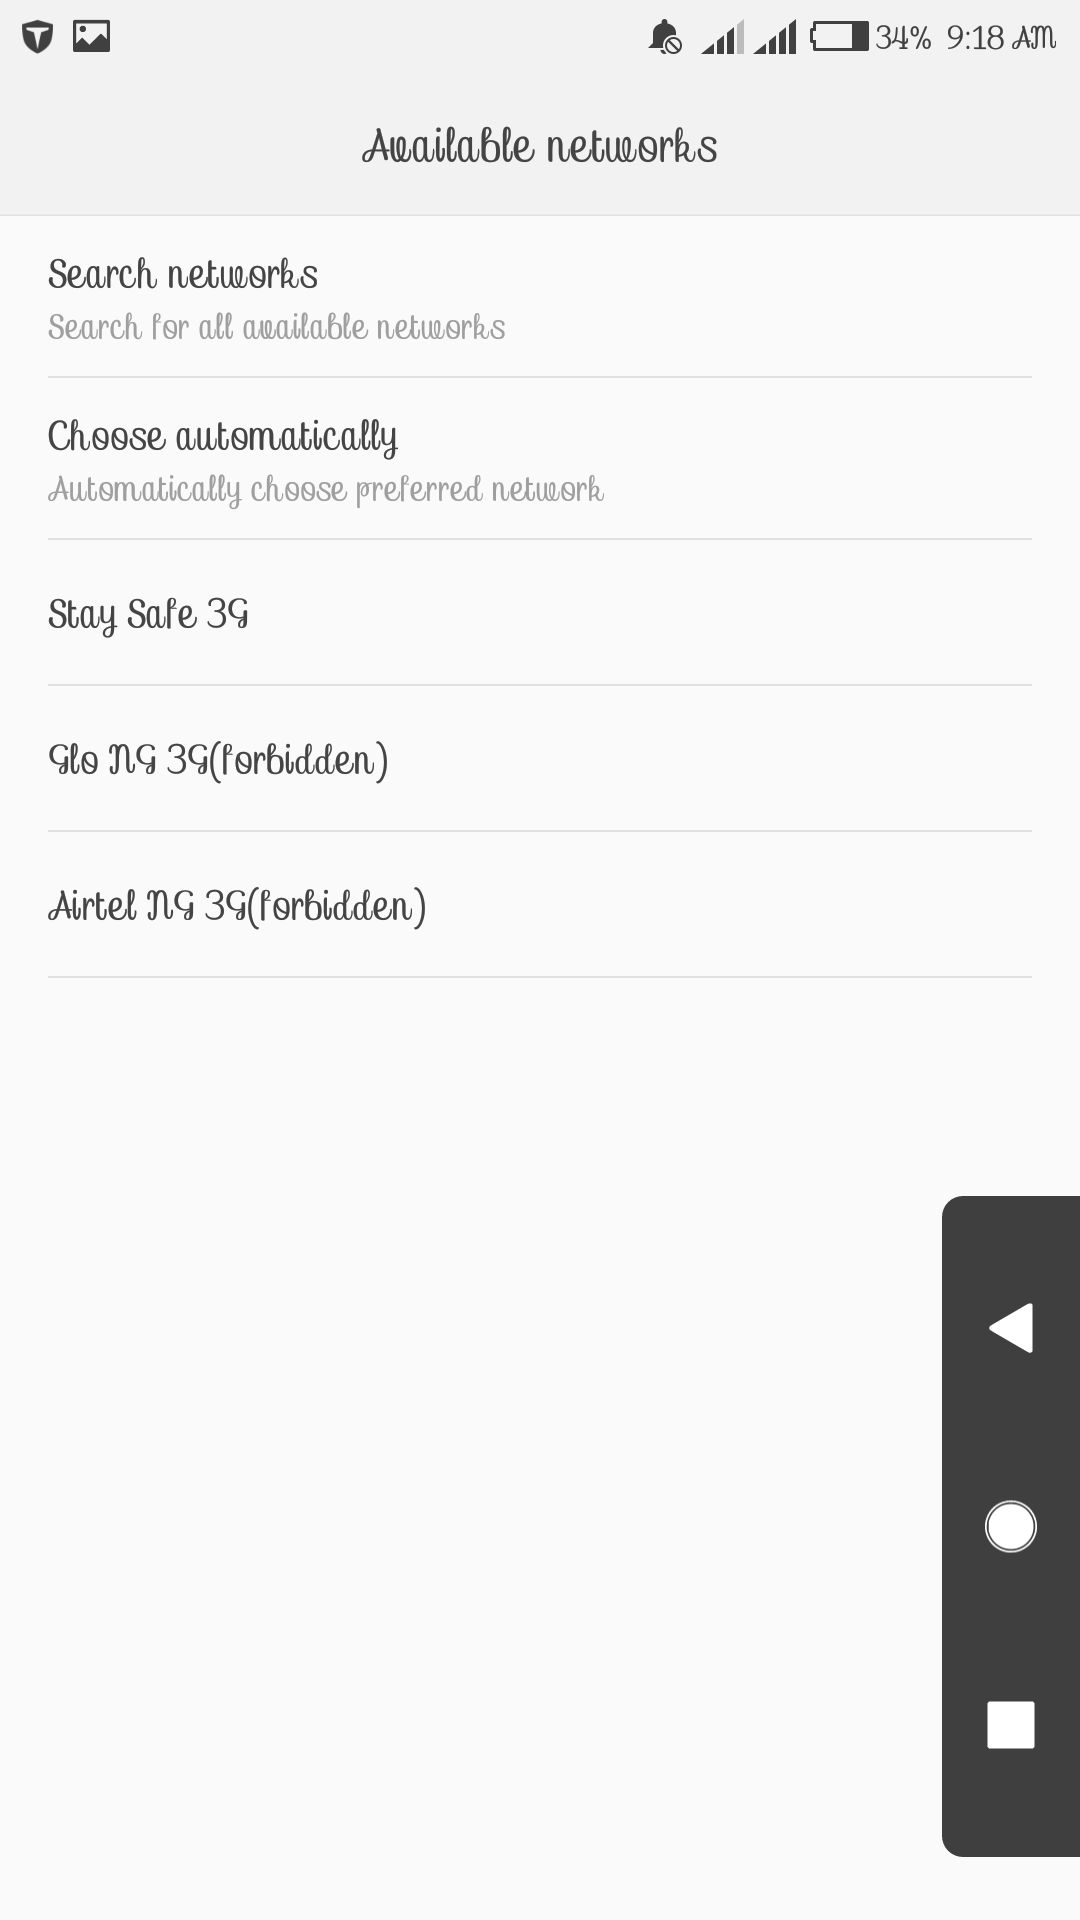 34% 9:18 AM
Available networks
Search networks
Search for all available networks
Choose automatically
Automatically choose preferred network
Stay Safe 3G
Glo NG 3G(forbidden)
Airtel NG 3G(forbidden)